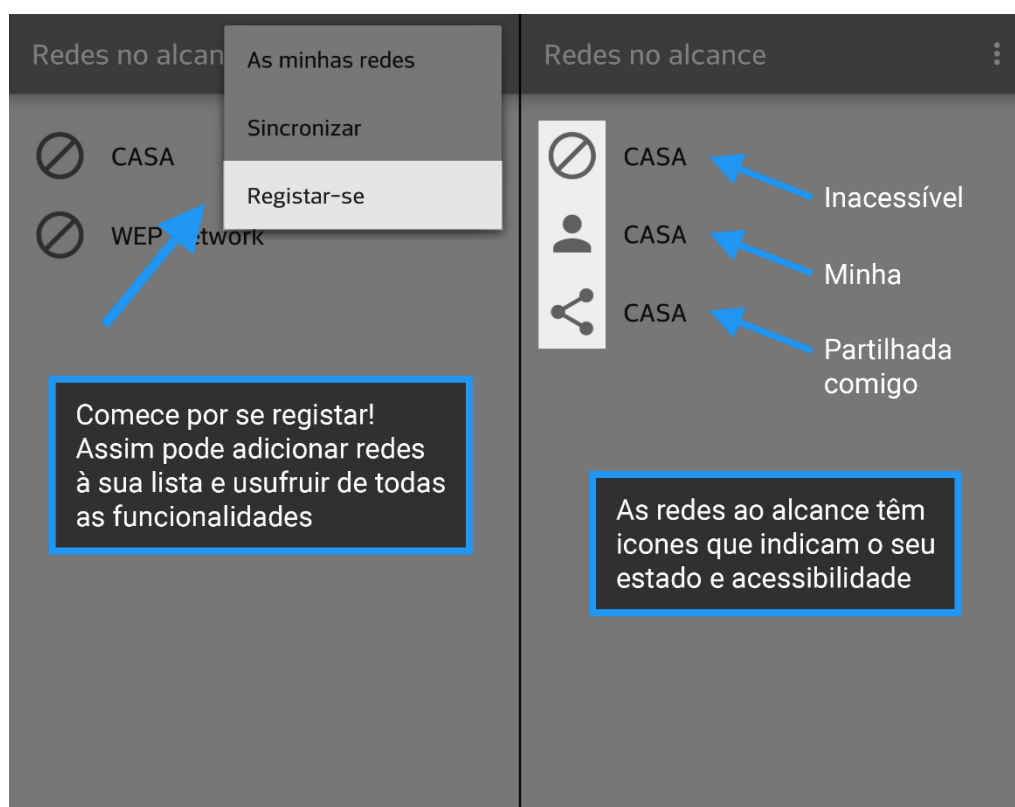 Redes no alcan
As minhas redes
Sincronizar
Registar-se
CASA
WEP
etwork
Comece por se registar!
Assim pode adicionar redes
à sua lista e usufruir de todas
as funcionalidades
Redes no alcance
CASA
Inacessível
CASA
Minha
CASA
Partilhada
comigo
As redes ao alcance têm
icones que indicam o seu
estado e acessibilidade